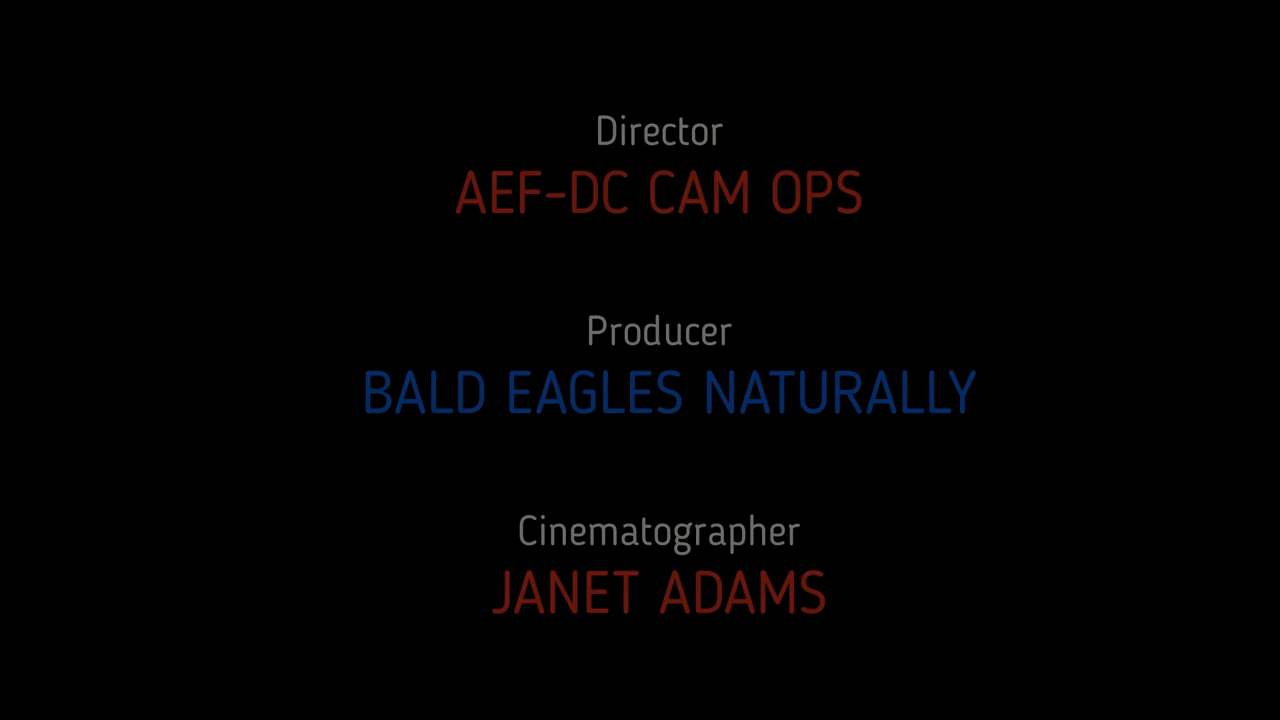 Director
AEF-DC CAM OPS
Producer
BALD EAGLES NATURALLY
Cinematographer
JANET ADAMS